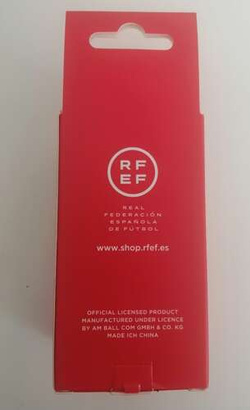 RF
EF
REAL
FEDERACIÓN
ESPAÑOLA
DE FÚTBOL
www.shop.rfef.es
OFFICIAL LICENSED PRODUCT
MANUFACTURED UNDER LICENCE
BY AM BALL COM GMBH & CO. KG
MADE ICH CHINA